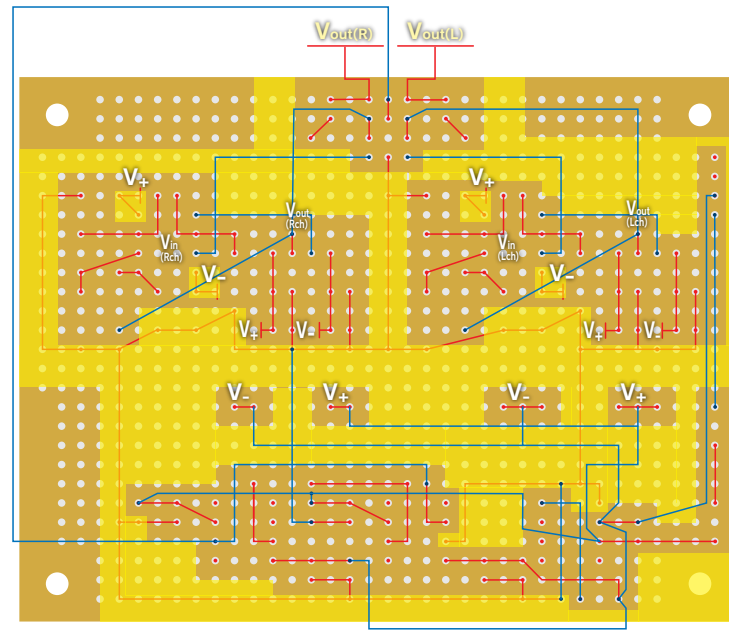 Vout(R) Vout(L)
V+ V+
Vout
(Rch)
Vout
(Lch)
Vin
(Rch)
Vin
(Lch)
V- V-
V+ V- V+ V-
V- V+ V- V+